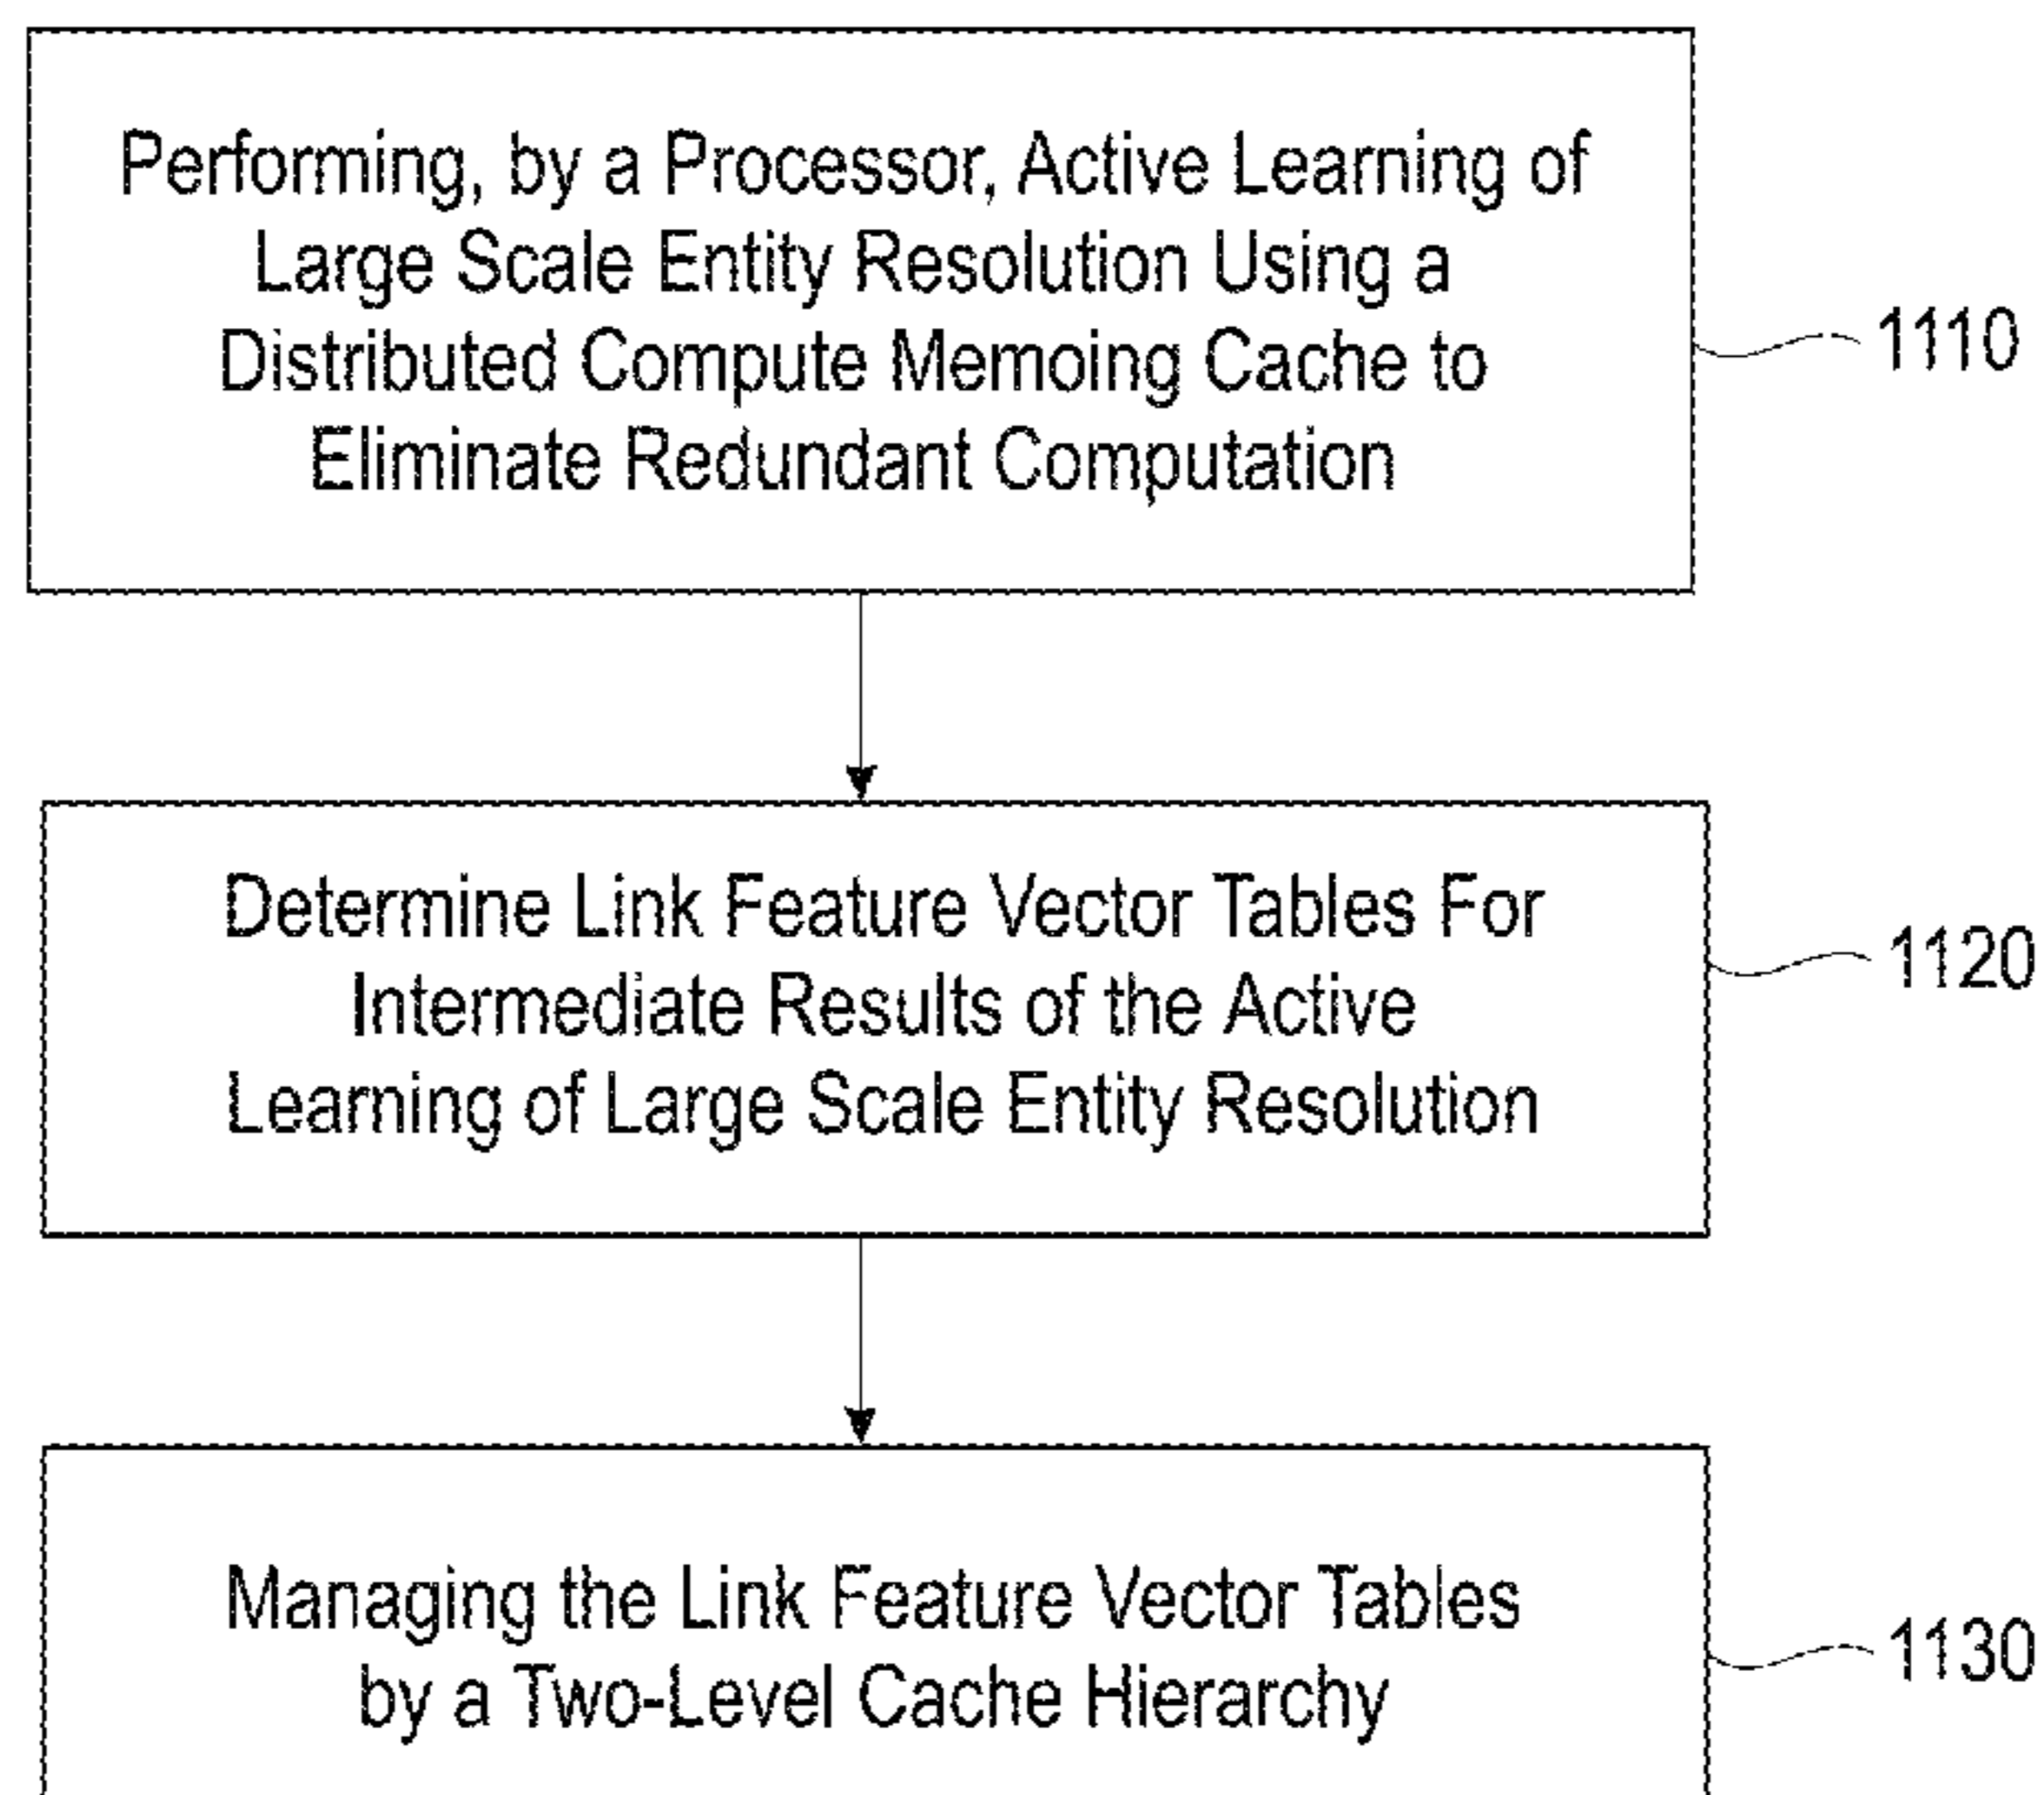 Performing, by a Processor, Active Learning of
Large Scale Entity Resolution Using a
Distributed Compute Memoing Cache to
Eliminate Redundant Computation
1110
Determine Link Feature Vector Tables For
Intermediate Results of the Active
Learning of Large Scale Entity Resolution
1120
Managing the Link Feature Vector Tables
by a Two-Level Cache Hierarchy
1130